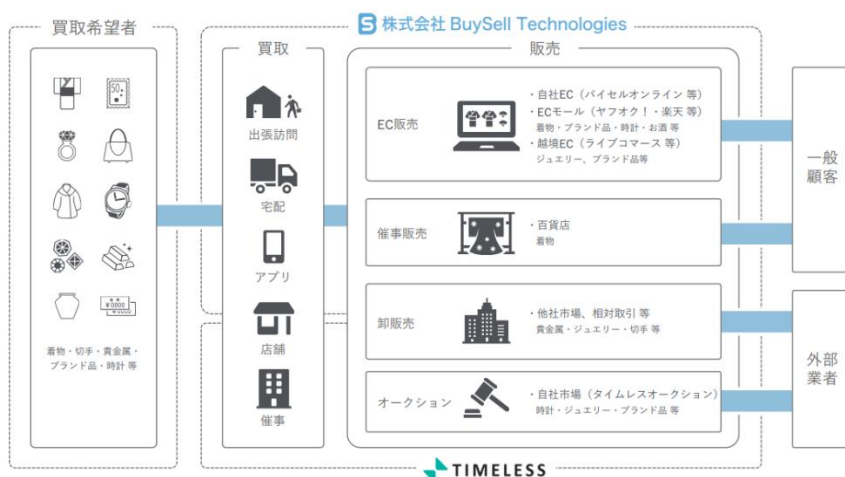 買取希望者
着物・切手・貴金属・
ブランド品・時計 等
株式会社 BuySell Technologies
買取
出張訪問
宅配
アプリ
店舗
催事
販売
EC販売
・自社EC（バイセルオンライン 等）
・ECモール（ヤフオク！・楽天 等）
着物・ブランド品・時計・お酒 等
・越境EC（ライブコマース 等）
ジュエリー、ブランド品等
催事販売
・百貨店
着物
卸販売
・他社市場、相対取引 等
貴金属・ジュエリー・切手 等
オークション
・自社市場（タイムレスオークション）
時計・ジュエリー・ブランド品 等
一般
顧客
外部
業者
TIMELESS
50
¥0000